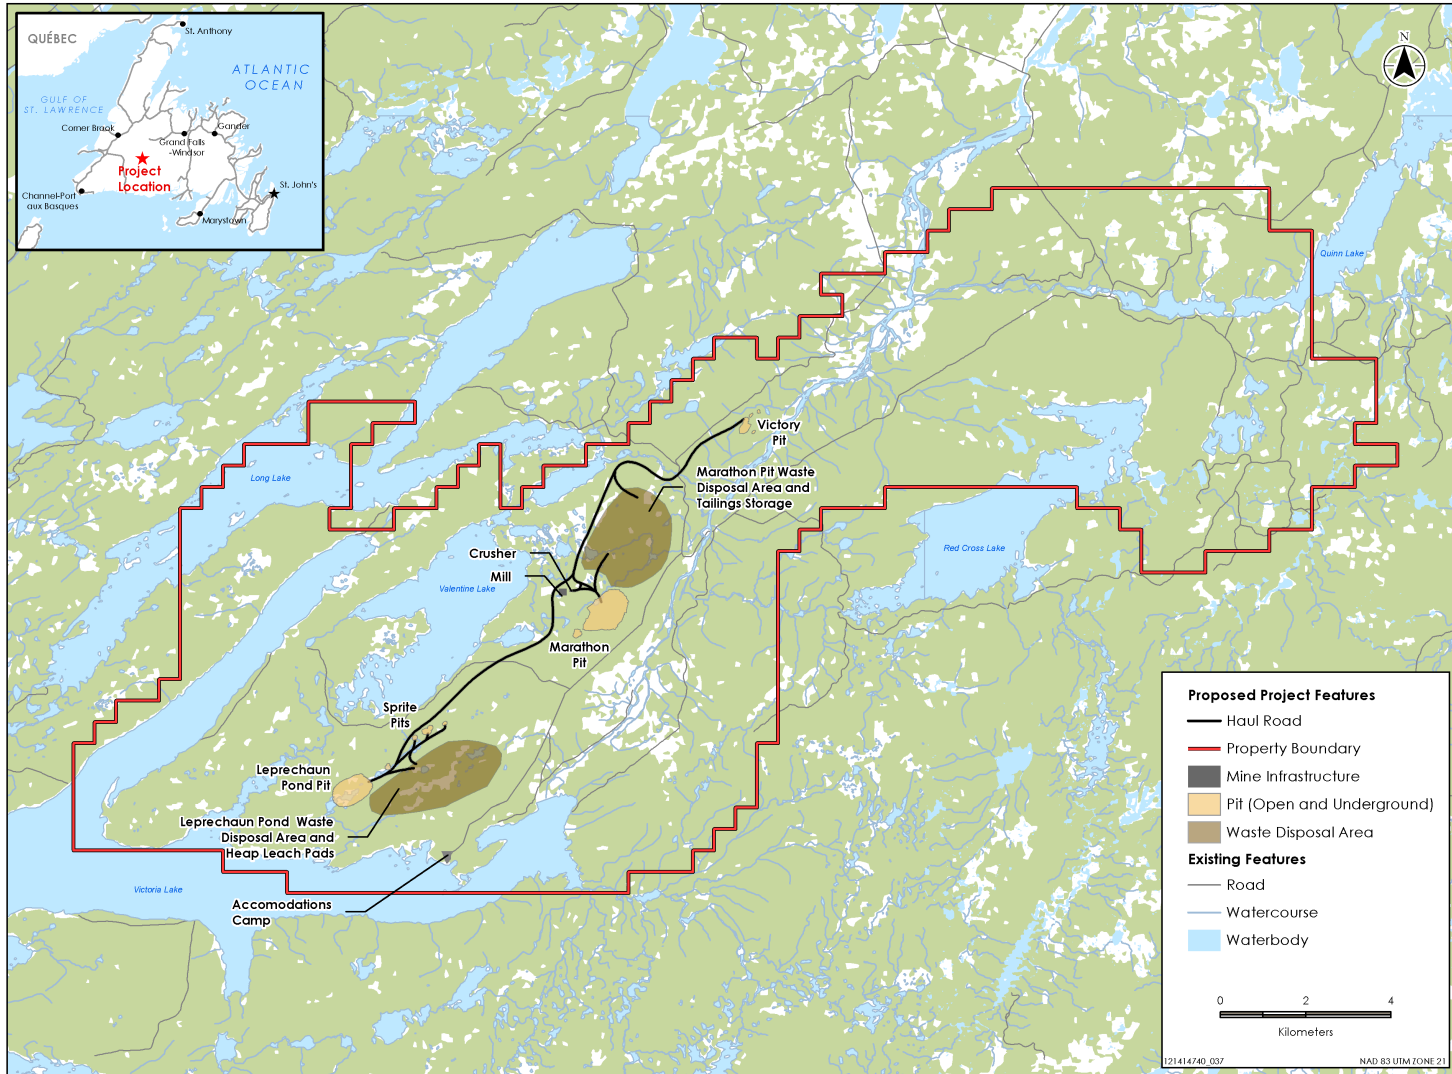 QUÉBEC
St. Anthony
ATLANTIC
OCEAN
GULF OF
ST. LAWRENCE
Corner Brook
Gander
Grand Falls
-Windsor
Project
Location
Channel-Port
aux Basques
St. John's
Marystown
N
Quinn Lake
Victory
Pit
Marathon Pit Waste
Disposal Area and
Tailings Storage
Long Lake
Crusher
Mill
Valentine Lake
Red Cross Lake
Marathon
Pit
Sprite
Pits
Leprechaun
Pond Pit
Leprechaun Pond Waste
Disposal Area and
Heap Leach Pads
Victoria Lake
Accomodations
Camp
Proposed Project Features
Haul Road
Property Boundary
Mine Infrastructure
Pit (Open and Underground)
Waste Disposal Area
Existing Features
Road
Watercourse
Waterbody
0 2 4
Kilometers
121414740_037
NAD 83 UTM ZONE 21